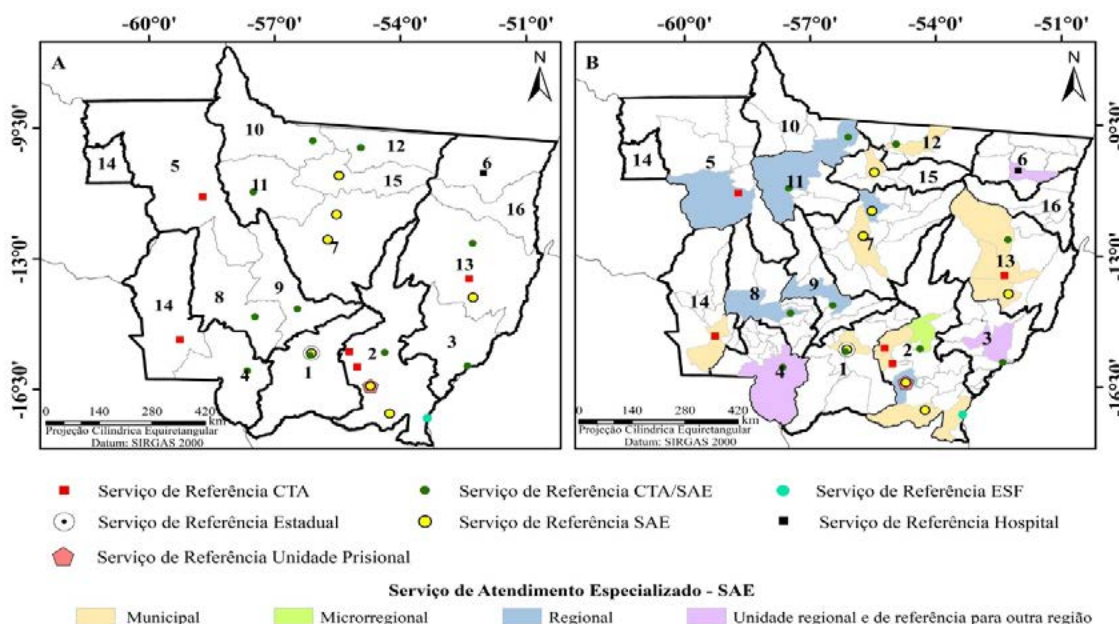 -60°0' -57°0' -54°0' -51°0' -60°0' -57°0' -54°0' -51°0'
A N B N
-9°30' -9°30'
-13°0' -13°0'
-16°30' -16°30'
10 12 14 5 6 11 15 16 7 13 8 9 14 3 2 4 1
10 12 14 5 6 11 15 16 7 13 8 9 14 3 2 4 1
0 140 280 420 km
Projeção Cilíndrica Equiretangular
Datum: SIRGAS 2000
0 140 280 420 km
Projeção Cilíndrica Equiretangular
Datum: SIRGAS 2000
Serviço de Referência CTA Serviço de Referência CTA/SAE Serviço de Referência ESF
Serviço de Referência Estadual Serviço de Referência SAE Serviço de Referência Hospital
Serviço de Referência Unidade Prisional
Serviço de Atendimento Especializado - SAE
Municipal Microrregional Regional Unidade regional e de referência para outra região